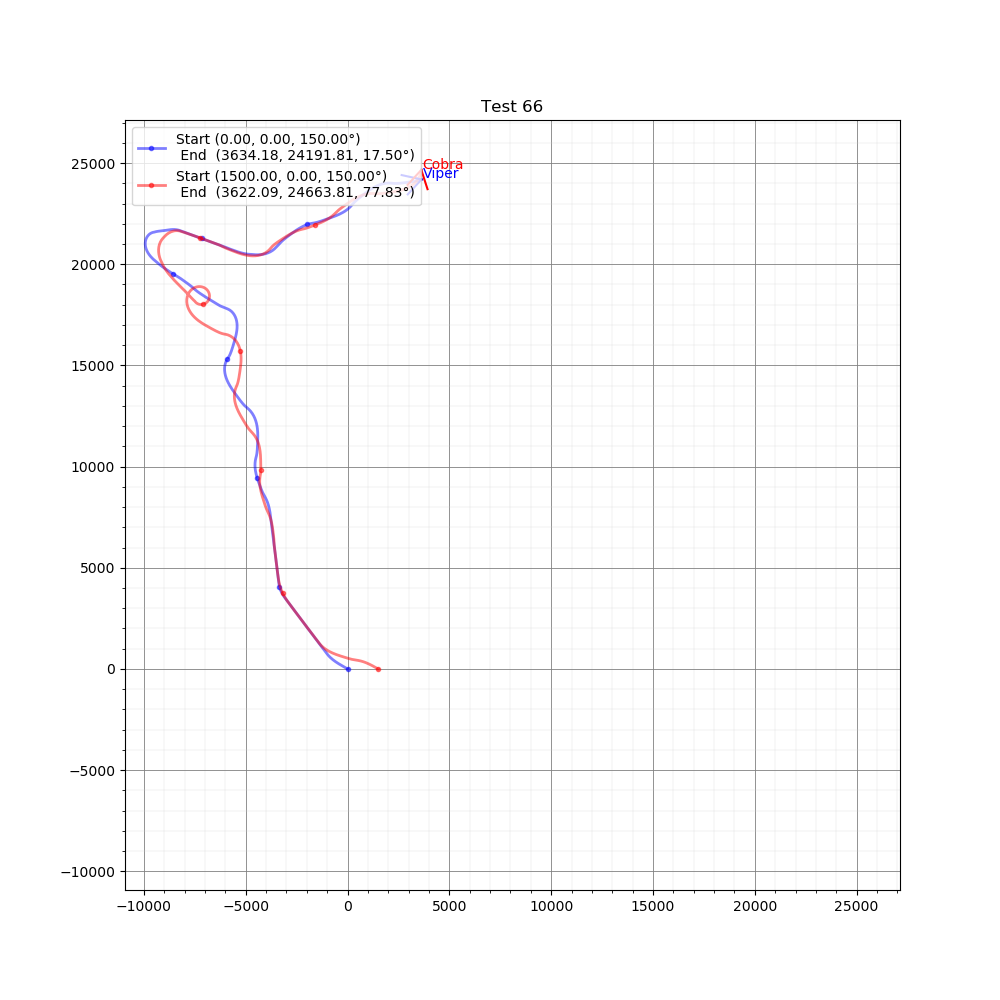 Test 66
Start (0.00, 0.00, 150.00°)
End  (3634.18, 24191.81, 17.50°)
Start (1500.00, 0.00, 150.00°)
End  (3622.09, 24663.81, 77.83°)
Cobra
Viper
25000
20000
15000
10000
5000
0
−5000
−10000
−10000 −5000 0 5000 10000 15000 20000 25000